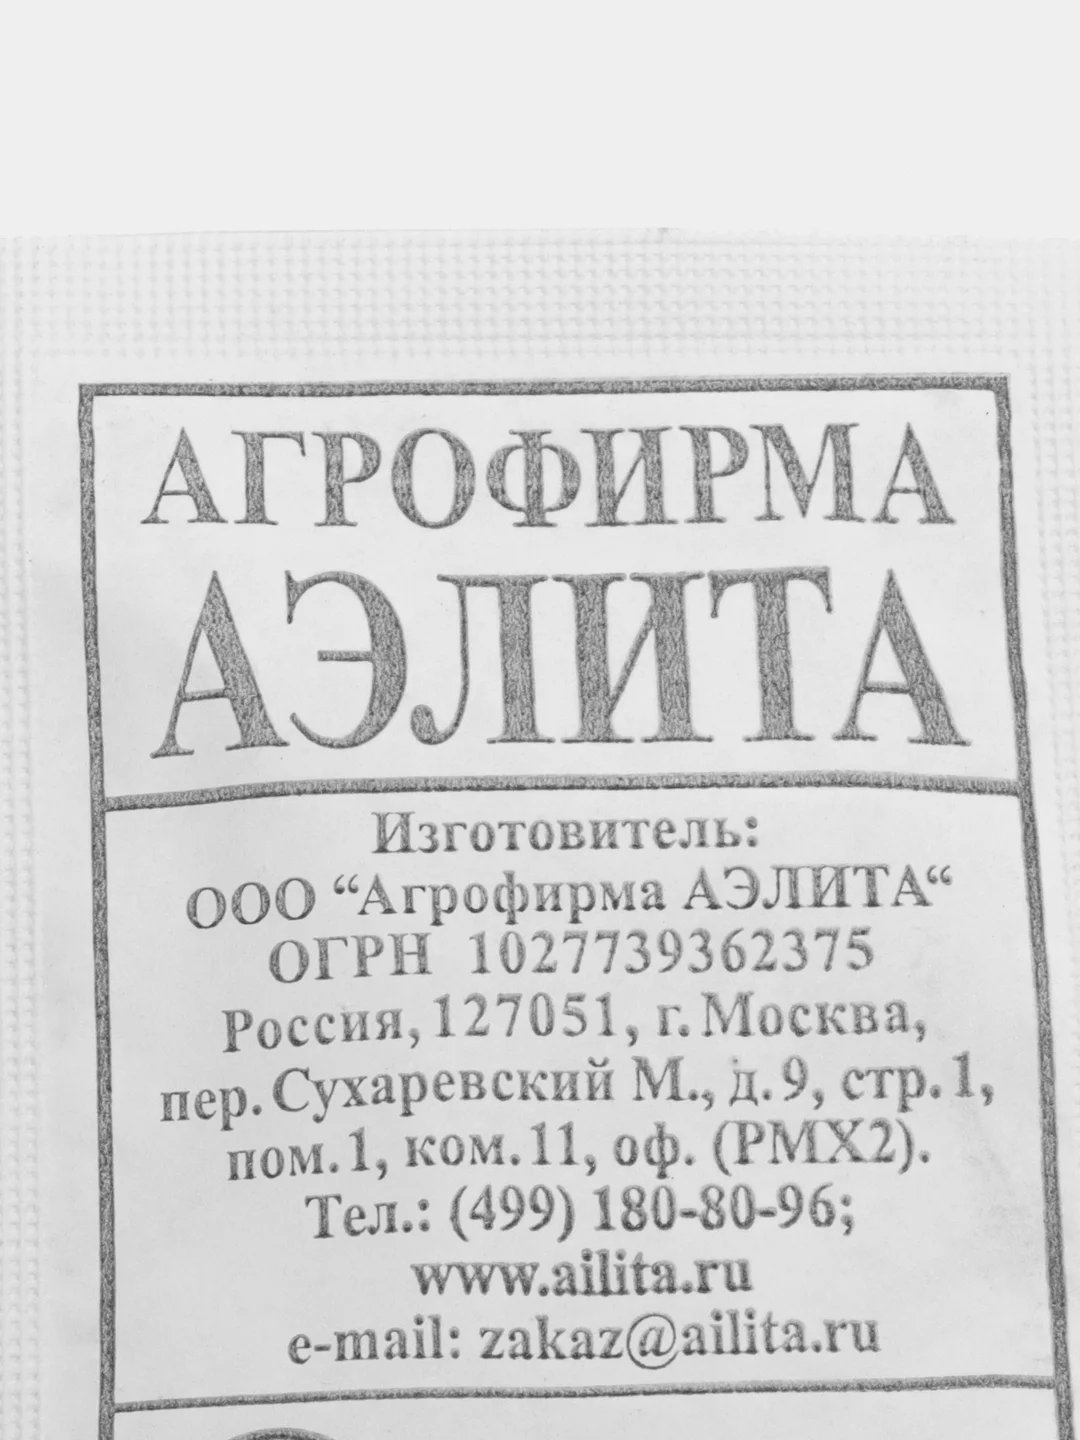 АГРОФИРМА
АЭЛИТА
Изготовитель:
ООО “Агрофирма АЭЛИТА“
ОГРН 1027739362375
Россия, 127051, г. Москва,
пер. Сухаревский М., д. 9, стр. 1,
пом. 1, ком. 11, оф. (РМХ2).
Тел.: (499) 180-80-96;
www.ailita.ru
e-mail: zakaz@ailita.ru